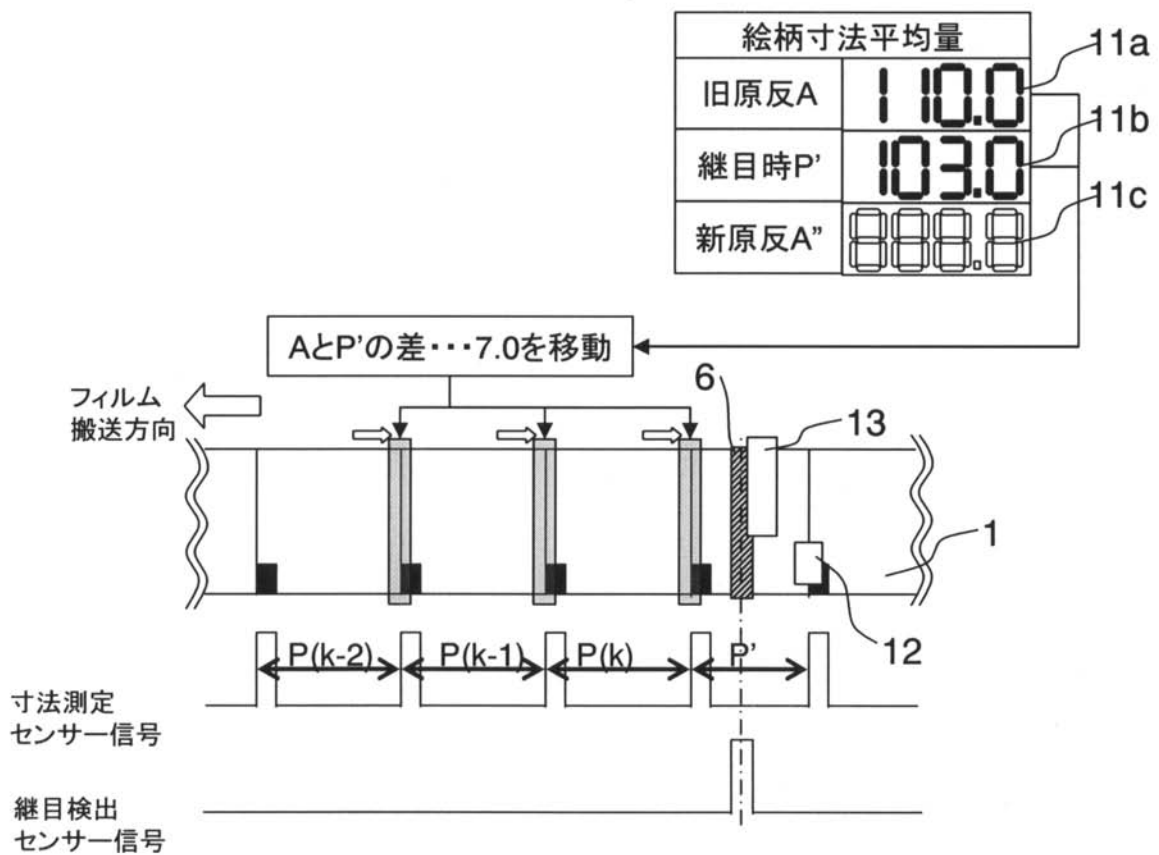 絵柄寸法平均量
旧原反A 110.0 11a
継目時P' 103.0 11b
新原反A" 11c
AとP'の差・・・7.0を移動
フィルム
搬送方向
6
13
1
12
P(k-2) P(k-1) P(k) P'
寸法測定
センサー信号
継目検出
センサー信号